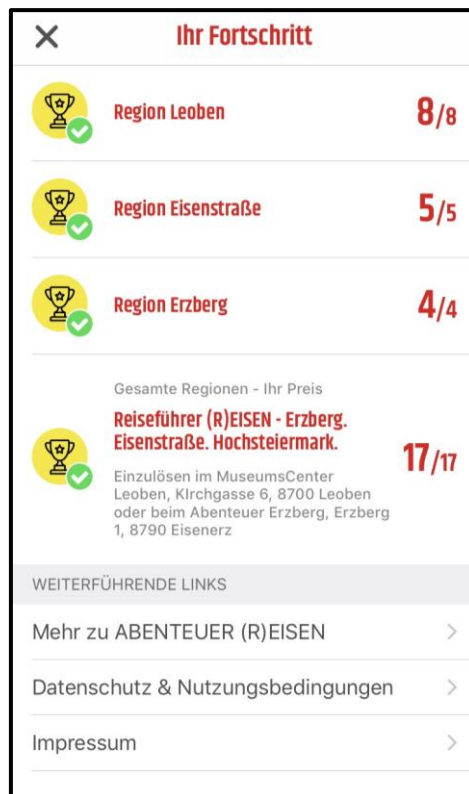 Ihr Fortschritt
Region Leoben
8/8
Region Eisenstraße
5/5
Region Erzberg
4/4
Gesamte Regionen - Ihr Preis
Reiseführer (R)EISEN - Erzberg.
Eisenstraße. Hochsteiermark.
17/17
Einzulösen im MuseumsCenter
Leoben, KIrchgasse 6, 8700 Leoben
oder beim Abenteuer Erzberg, Erzberg
1, 8790 Eisenerz
WEITERFÜHRENDE LINKS
Mehr zu ABENTEUER (R)EISEN
Datenschutz & Nutzungsbedingungen
Impressum